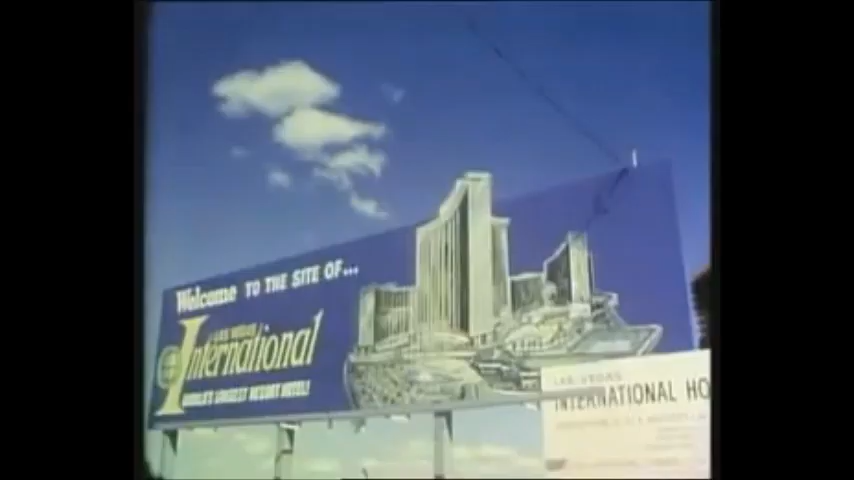 Welcome TO THE SITE OF...
LAS VEGAS
International
WORLD'S LARGEST RESORT HOTEL!
LAS VEGAS
INTERNATIONAL HO